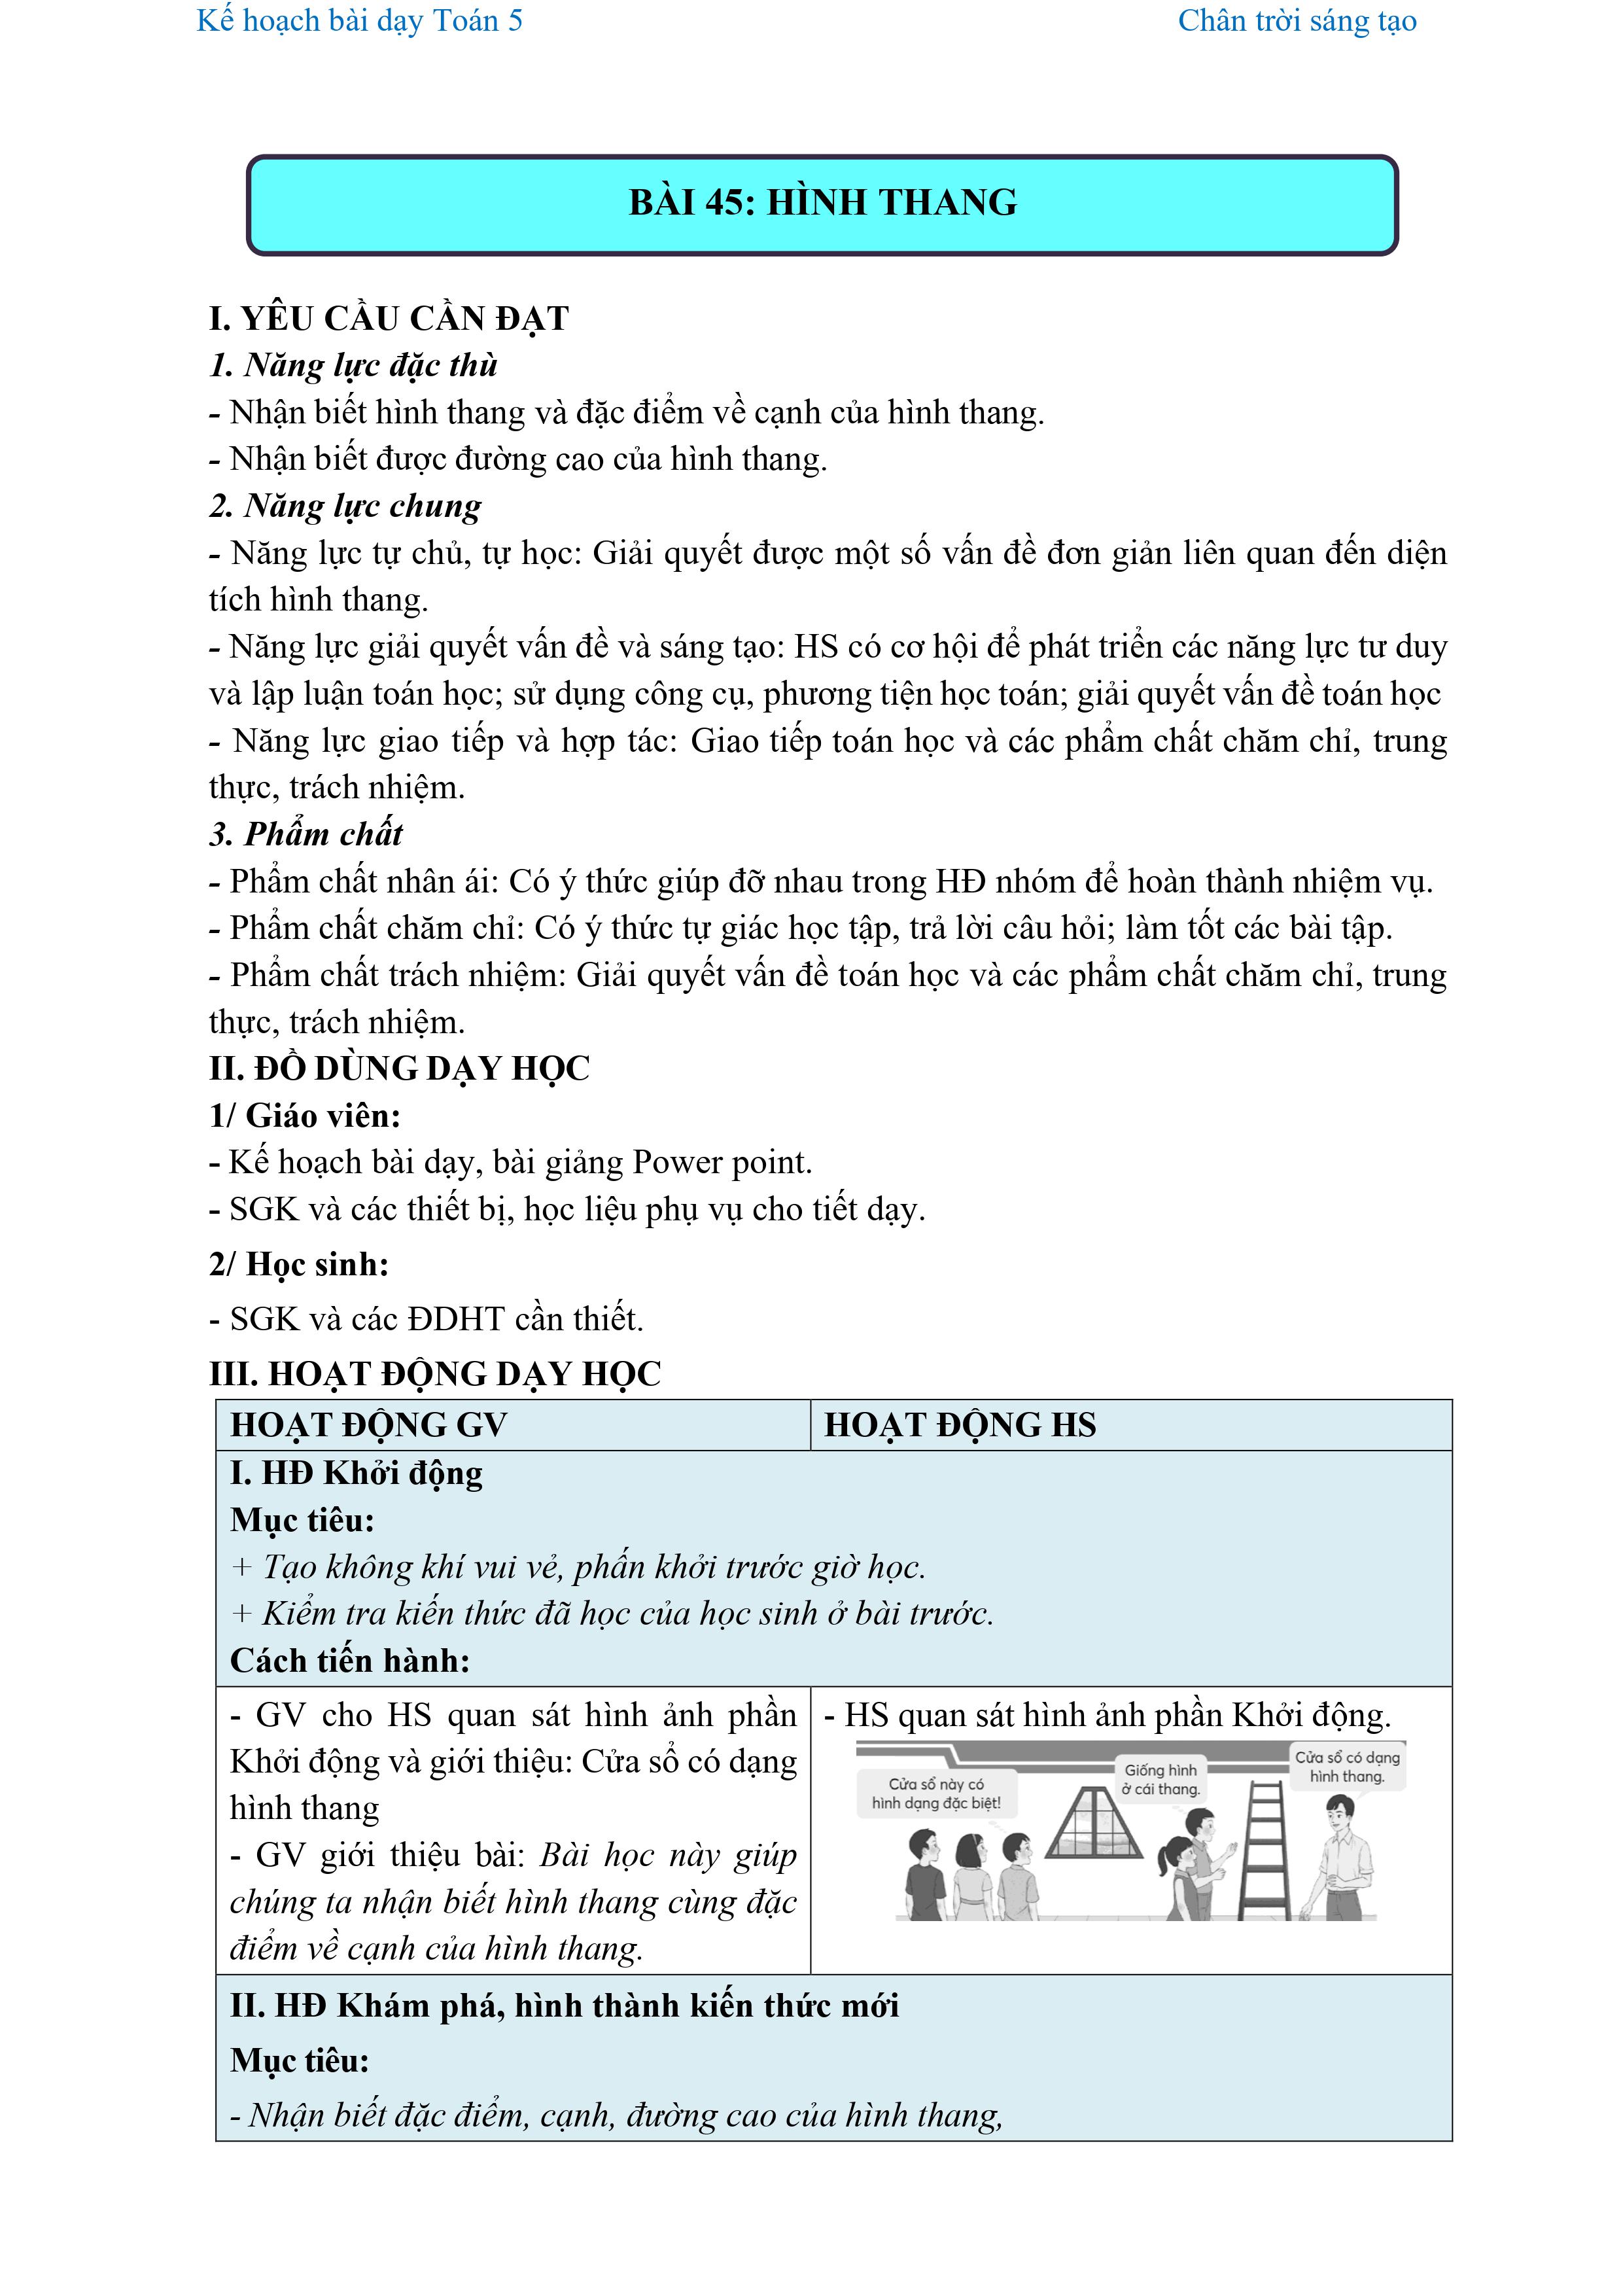 Kế hoạch bài dạy Toán 5 Chân trời sáng tạo
BÀI 45: HÌNH THANG
I. YÊU CẦU CẦN ĐẠT
1. Năng lực đặc thù
- Nhận biết hình thang và đặc điểm về cạnh của hình thang.
- Nhận biết được đường cao của hình thang.
2. Năng lực chung
- Năng lực tự chủ, tự học: Giải quyết được một số vấn đề đơn giản liên quan đến diện
tích hình thang.
- Năng lực giải quyết vấn đề và sáng tạo: HS có cơ hội để phát triển các năng lực tư duy
và lập luận toán học; sử dụng công cụ, phương tiện học toán; giải quyết vấn đề toán học
- Năng lực giao tiếp và hợp tác: Giao tiếp toán học và các phẩm chất chăm chỉ, trung
thực, trách nhiệm.
3. Phẩm chất
- Phẩm chất nhân ái: Có ý thức giúp đỡ nhau trong HĐ nhóm để hoàn thành nhiệm vụ.
- Phẩm chất chăm chỉ: Có ý thức tự giác học tập, trả lời câu hỏi; làm tốt các bài tập.
- Phẩm chất trách nhiệm: Giải quyết vấn đề toán học và các phẩm chất chăm chỉ, trung
thực, trách nhiệm.
II. ĐỒ DÙNG DẠY HỌC
1/ Giáo viên:
- Kế hoạch bài dạy, bài giảng Power point.
- SGK và các thiết bị, học liệu phụ vụ cho tiết dạy.
2/ Học sinh:
- SGK và các ĐDHT cần thiết.
III. HOẠT ĐỘNG DẠY HỌC
HOẠT ĐỘNG GV
HOẠT ĐỘNG HS
I. HĐ Khởi động
Mục tiêu:
+ Tạo không khí vui vẻ, phấn khởi trước giờ học.
+ Kiểm tra kiến thức đã học của học sinh ở bài trước.
Cách tiến hành:
- GV cho HS quan sát hình ảnh phần
Khởi động và giới thiệu: Cửa sổ có dạng
hình thang
- GV giới thiệu bài: Bài học này giúp
chúng ta nhận biết hình thang cùng đặc
điểm về cạnh của hình thang.
- HS quan sát hình ảnh phần Khởi động.
Cửa sổ này có
hình dạng đặc biệt!
Giống hình
ở cái thang.
Cửa sổ có dạng
hình thang.
II. HĐ Khám phá, hình thành kiến thức mới
Mục tiêu:
- Nhận biết đặc điểm, cạnh, đường cao của hình thang,